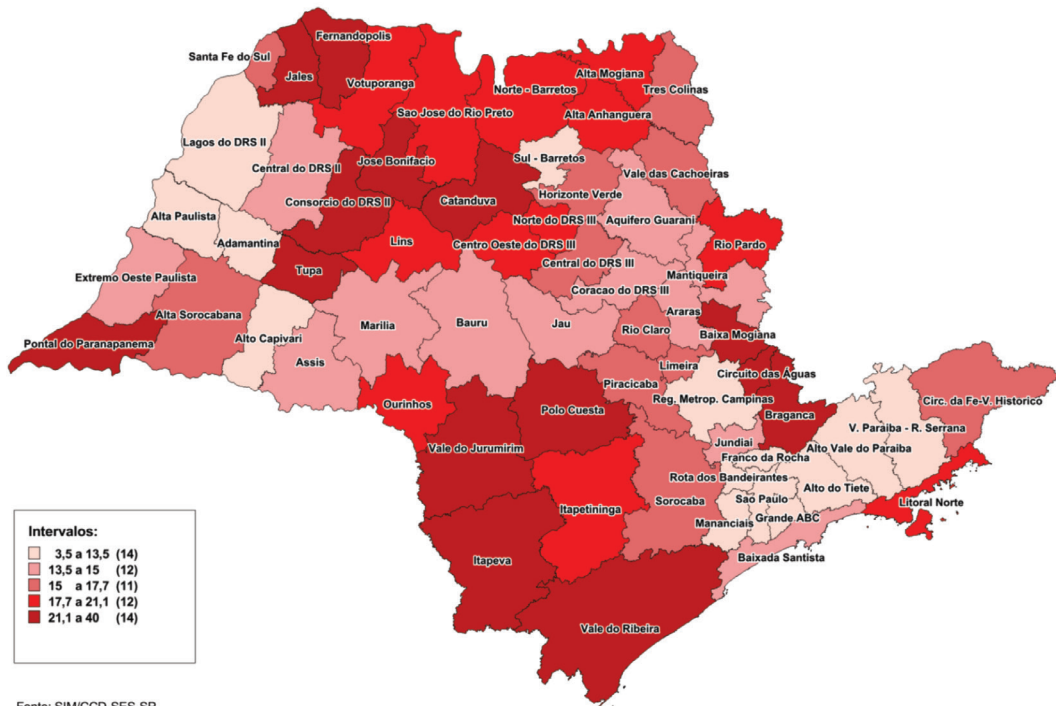 Fernandopolis
Santa Fe do Sul
Jales
Votuporanga
Alta Mogiana
Norte - Barretos
Tres Colinas
Sao Jose do Rio Preto
Alta Anhanguera
Lagos do DRS II
Jose Bonifacio
Sul - Barretos
Central do DRS II
Vale das Cachoeiras
Horizonte Verde
Consorcio do DRS II
Catanduva
Alta Paulista
Norte do DRS III
Aquifero Guarani
Adamantina
Lins
Centro Oeste do DRS III
Rio Pardo
Central do DRS III
Tupa
Extremo Oeste Paulista
Mantiqueira
Coracao do DRS III
Alta Sorocabana
Araras
Marilia
Bauru
Jau
Rio Claro
Baixa Mogiana
Alto Capivari
Pontal do Paranapanema
Assis
Limeira
Circuito das Águas
Piracicaba
Reg. Metrop. Campinas
Circ. da Fe-V. Historico
Ourinhos
Polo Cuesta
Braganca
V. Paraiba - R. Serrana
Jundiai
Vale do Jurumirim
Alto Vale do Paraiba
Franco da Rocha
Rota dos Bandeirantes
Alto do Tiete
Itapetininga
Sorocaba
Sao Paulo
Litoral Norte
Mananciais
Grande ABC
Baixada Santista
Itapeva
Vale do Ribeira
Intervalos:
3,5 a 13,5 (14)
13,5 a 15 (12)
15 a 17,7 (11)
17,7 a 21,1 (12)
21,1 a 40 (14)
Fonte: SIM/CCD-SES-SP